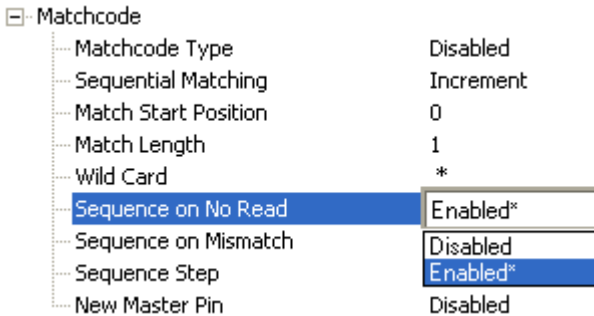 Matchcode
Matchcode Type Disabled
Sequential Matching Increment
Match Start Position 0
Match Length 1
Wild Card *
Sequence on No Read Enabled*
Sequence on Mismatch Disabled
Sequence Step Enabled*
New Master Pin Disabled